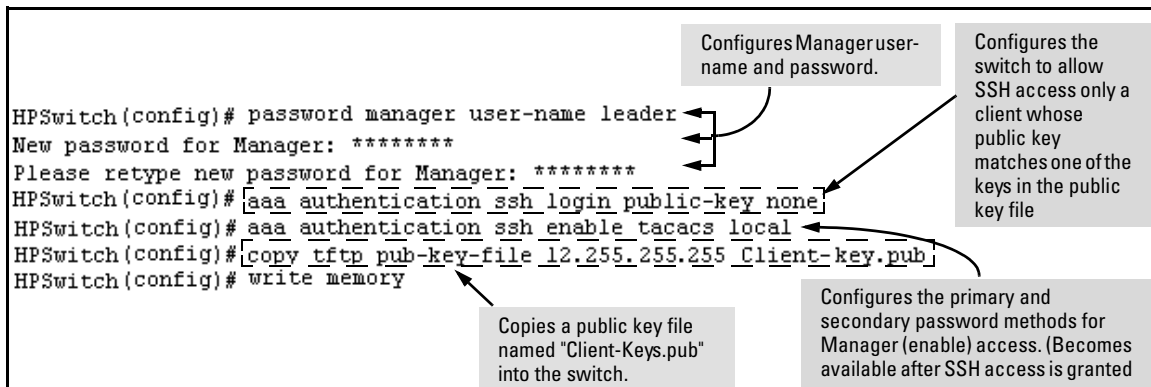 Configures Manager user-
name and password.
Configures the
switch to allow
SSH access only a
client whose
public key
matches one of the
keys in the public
key file
HPSwitch(config)# password manager user-name leader
New password for Manager: ********
Please retype new password for Manager: ********
HPSwitch(config)# aaa authentication ssh login public-key none
HPSwitch(config)# aaa authentication ssh enable tacacs local
HPSwitch(config)# copy tftp pub-key-file 12.255.255.255 Client-key.pub
HPSwitch(config)# write memory
Copies a public key file
named "Client-Keys.pub"
into the switch.
Configures the primary and
secondary password methods for
Manager (enable) access. (Becomes
available after SSH access is granted